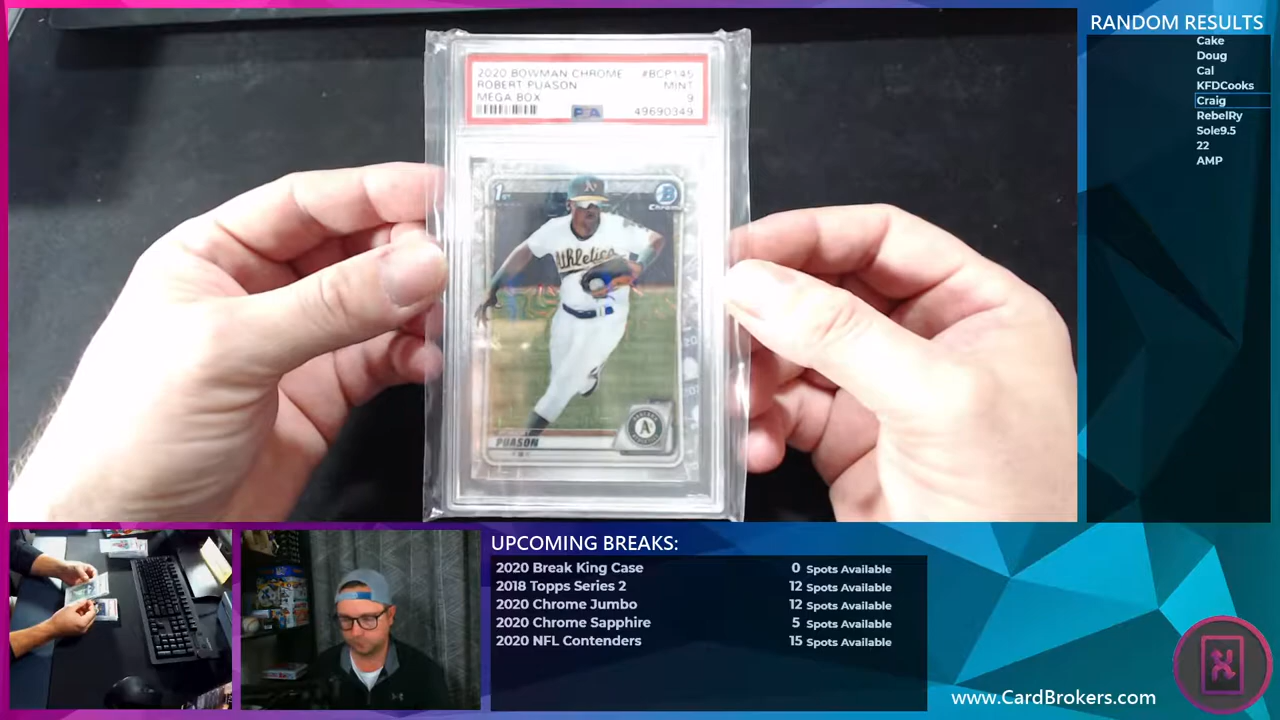 RANDOM RESULTS
Cake
Doug
Cal
KFDCooks
Craig
RebelRy
Sole9.5
22
AMP
2020 BOWMAN CHROME #BCP145
ROBERT PUASON MINT
MEGA BOX 9
PSA 49690349
1st
Chrome
Athletics
A
PUASON
UPCOMING BREAKS:
2020 Break King Case 0 Spots Available
2018 Topps Series 2 12 Spots Available
2020 Chrome Jumbo 12 Spots Available
2020 Chrome Sapphire 5 Spots Available
2020 NFL Contenders 15 Spots Available
www.CardBrokers.com